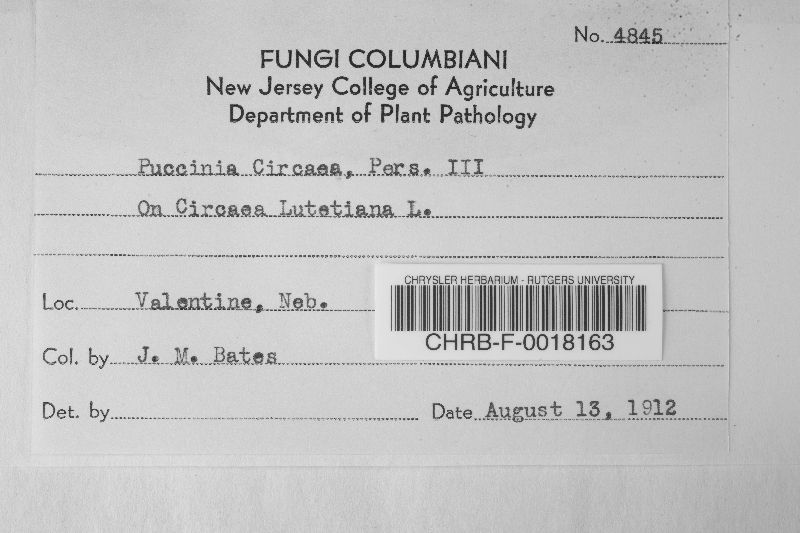 No. 4845
FUNGI COLUMBIANI
New Jersey College of Agriculture
Department of Plant Pathology
Puccinia Circaea, Pers. III
On Circaea Lutetiana L.
Loc. Valentine, Neb.
CHRYSLER HERBARIUM - RUTGERS UNIVERSITY
CHRB-F-0018163
Col. by J. M. Bates
Det. by
Date August 13, 1912